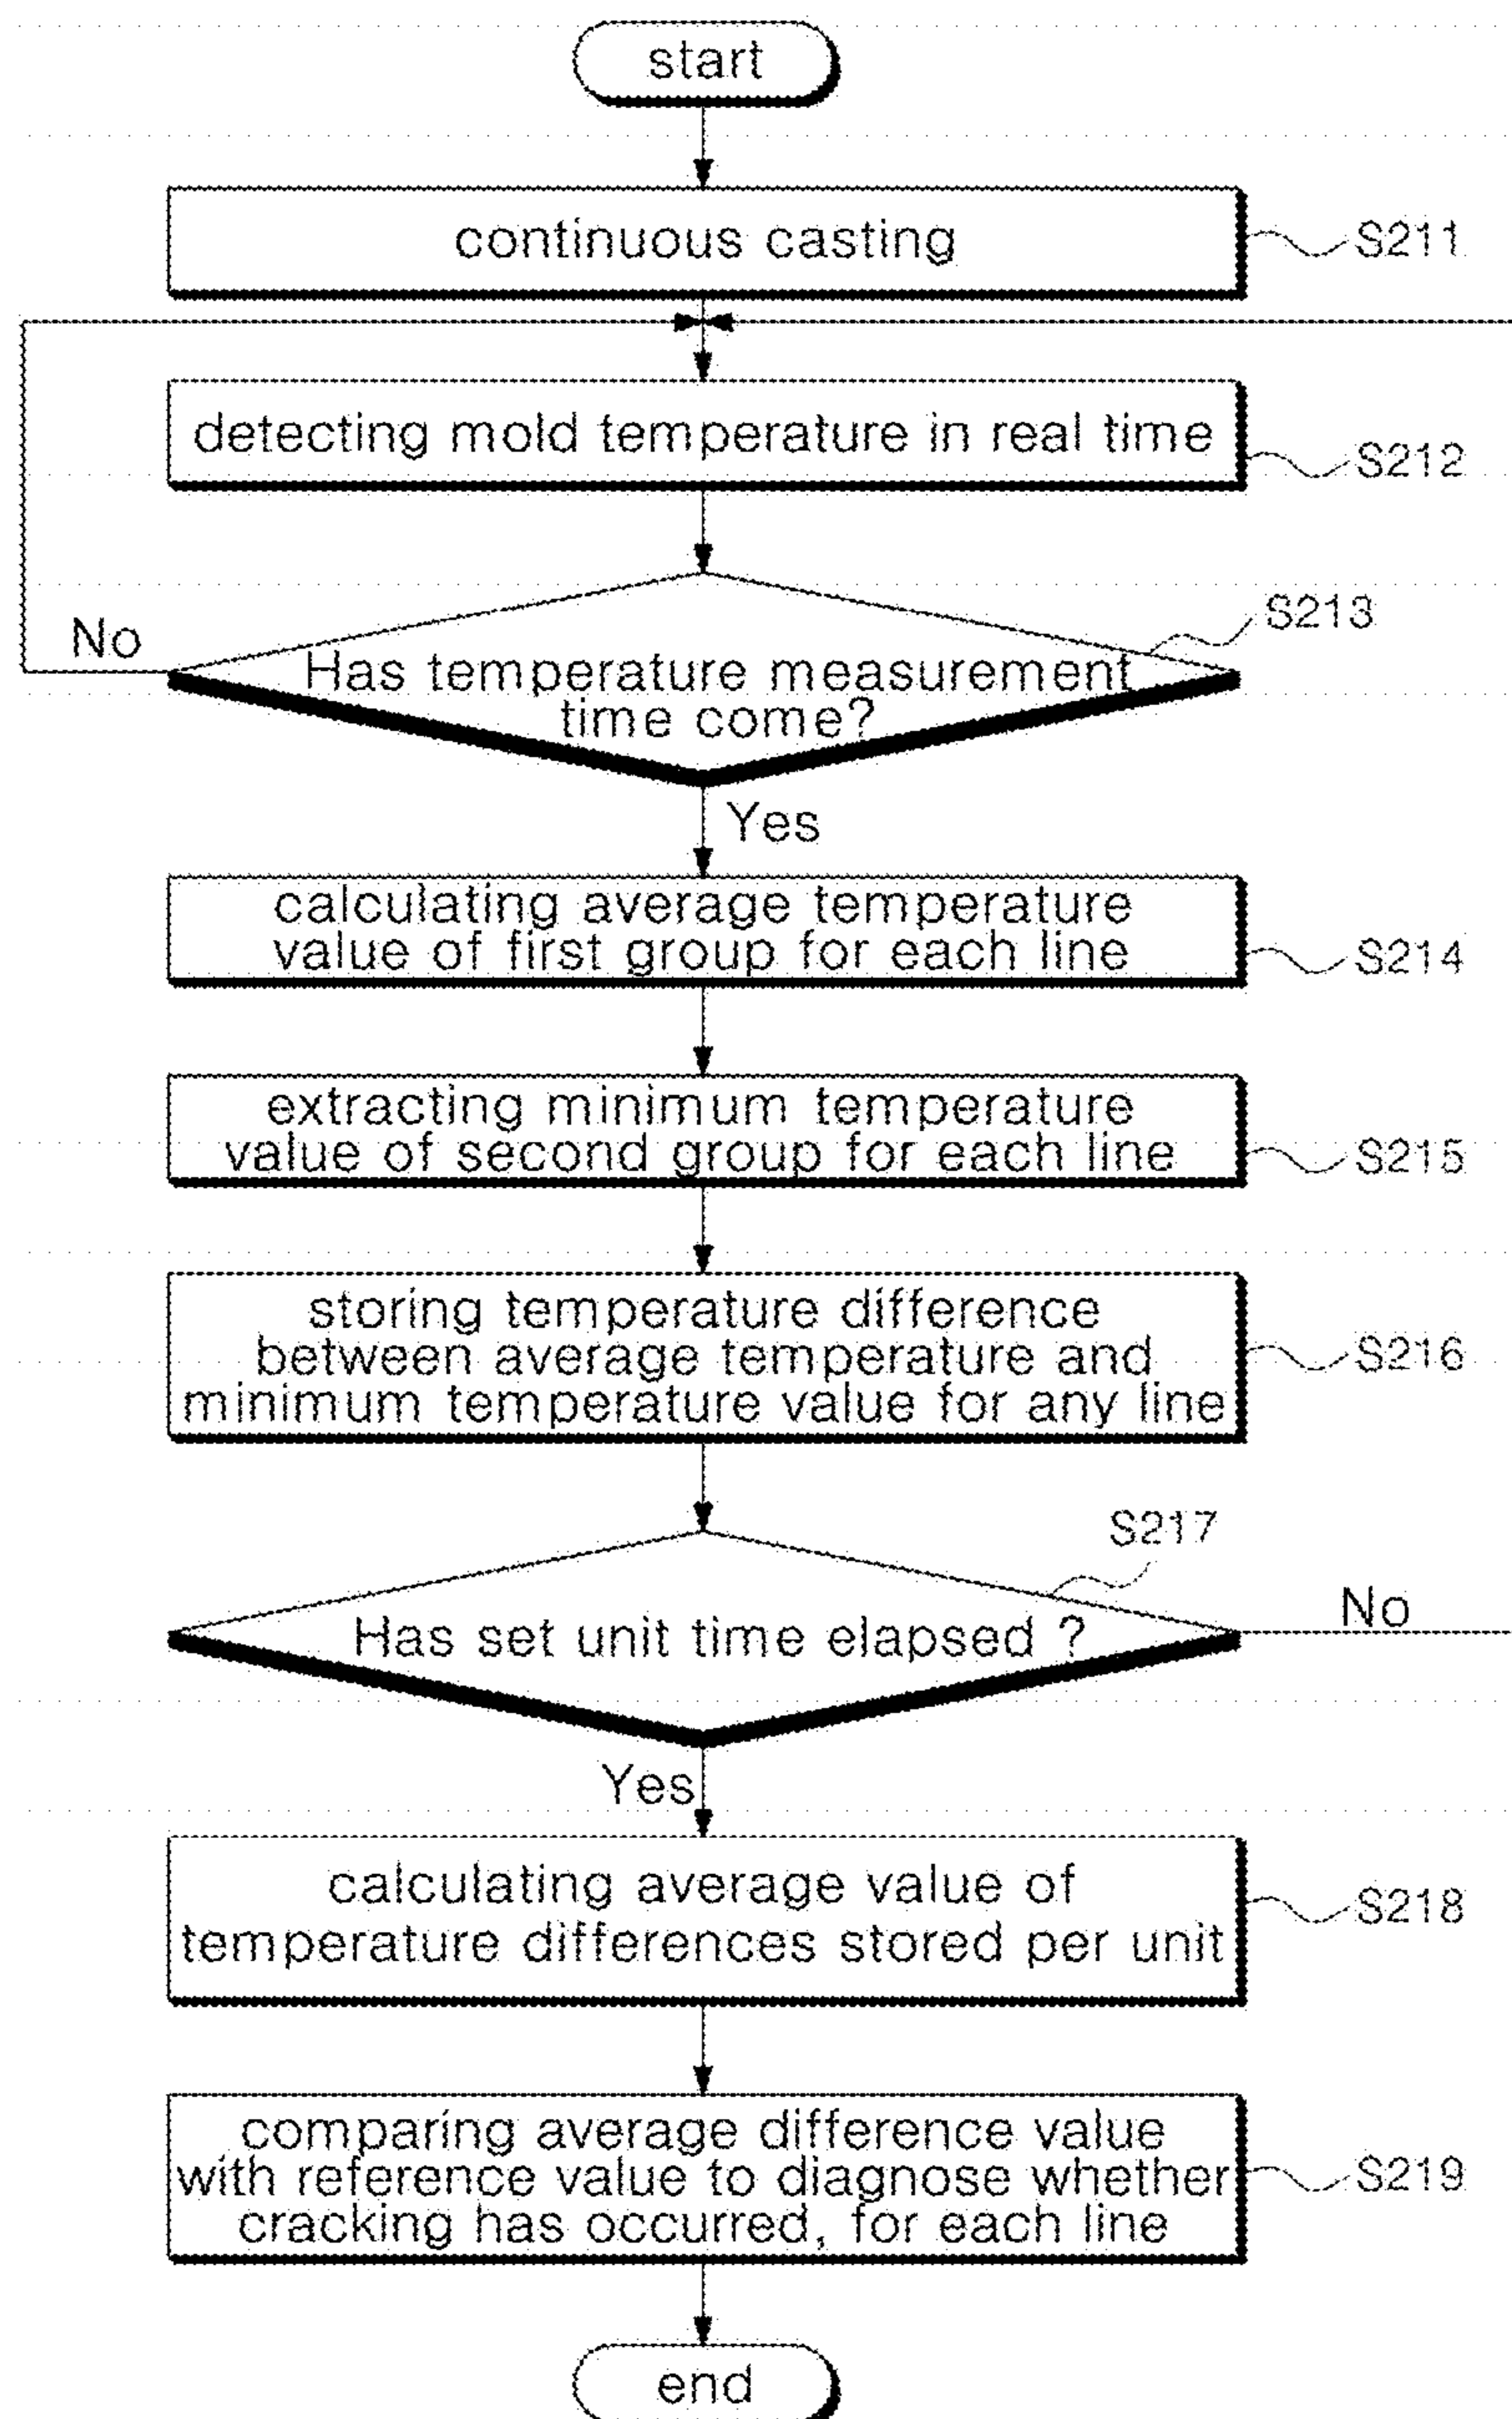 start
continuous casting
S211
detecting mold temperature in real time
S212
S213
No
Has temperature measurement
time come?
Yes
calculating average temperature
value of first group for each line
S214
extracting minimum temperature
value of second group for each line
S215
storing temperature difference
between average temperature and
minimum temperature value for any line
S216
S217
Has set unit time elapsed ?
No
Yes
calculating average value of
temperature differences stored per unit
S218
comparing average difference value
with reference value to diagnose whether
cracking has occurred, for each line
S219
end